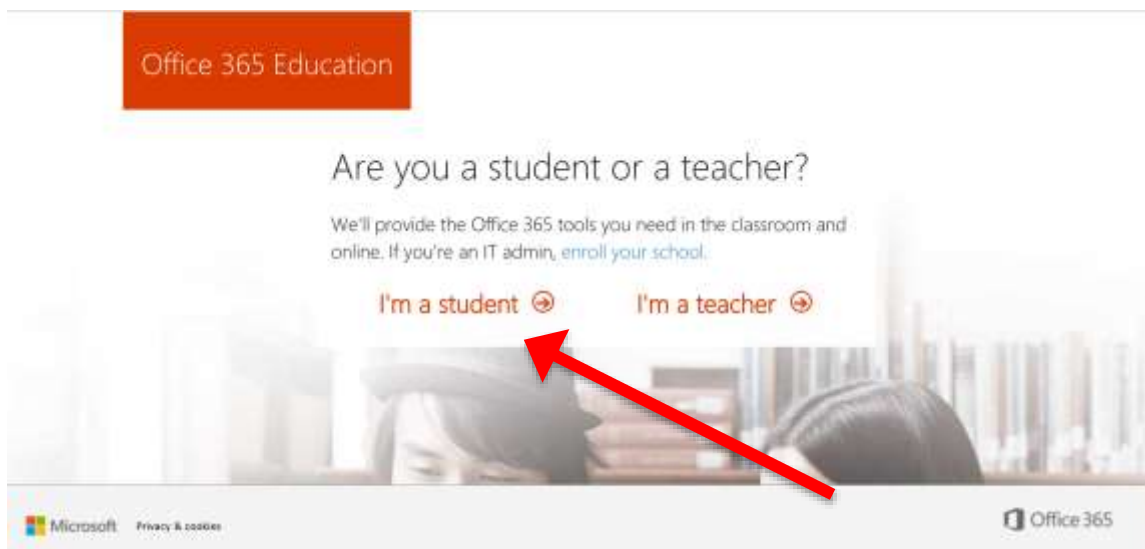 Office 365 Education
Are you a student or a teacher?
We'll provide the Office 365 tools you need in the classroom and
online. If you're an IT admin, enroll your school.
I'm a student
I'm a teacher
Microsoft Privacy & cookies
Office 365